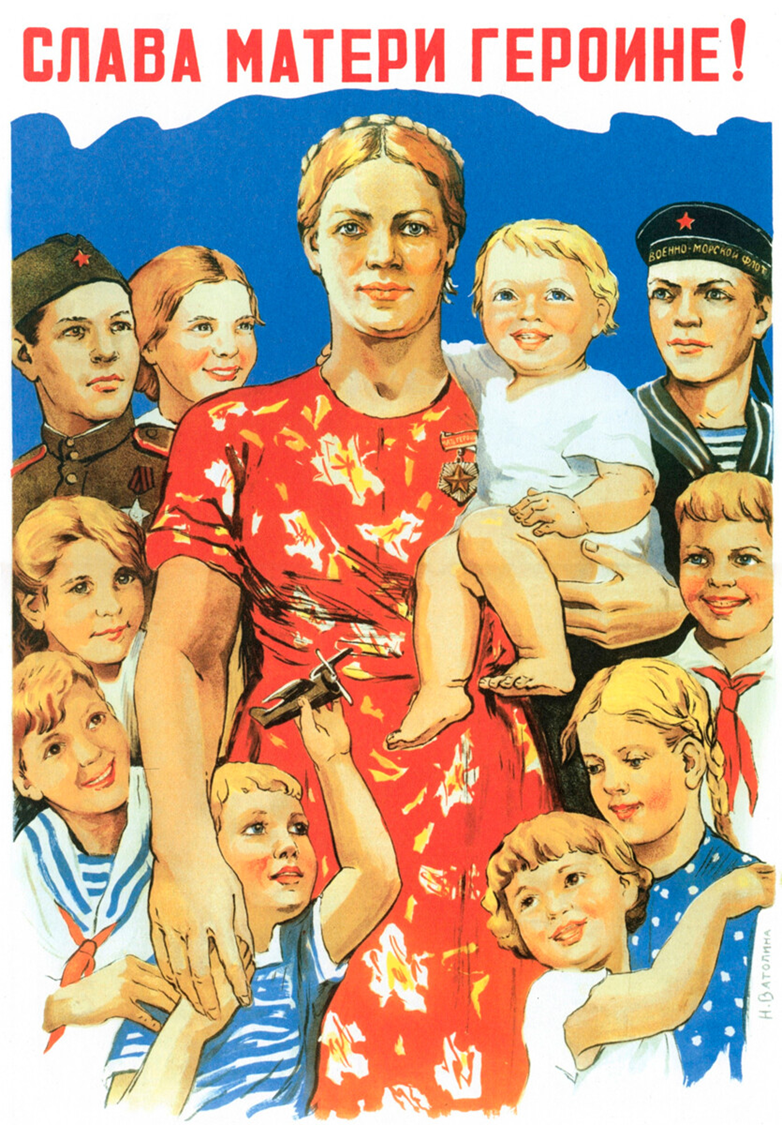 СЛАВА МАТЕРИ ГЕРОИНЕ!
ВОЕННО-МОРСКОЙ ФЛОТ
Н. ВАТОЛИНА